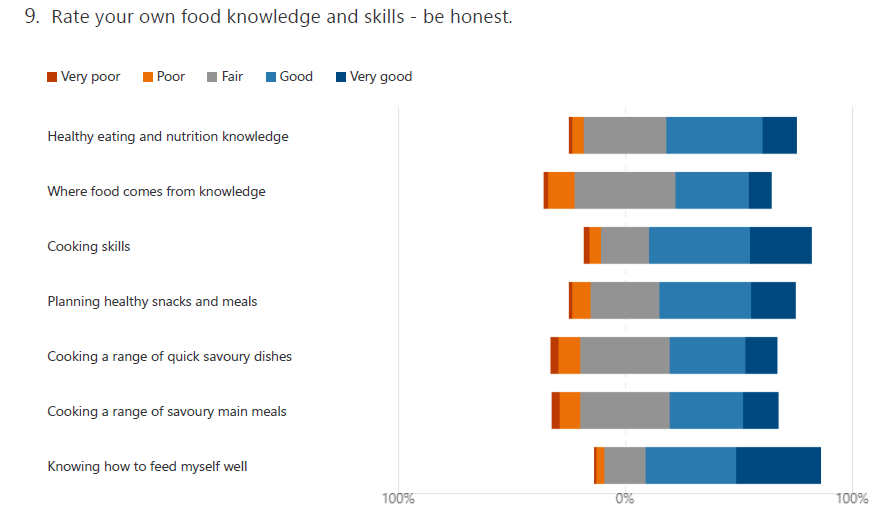 9. Rate your own food knowledge and skills - be honest.
Very poor Poor Fair Good Very good
Healthy eating and nutrition knowledge
Where food comes from knowledge
Cooking skills
Planning healthy snacks and meals
Cooking a range of quick savoury dishes
Cooking a range of savoury main meals
Knowing how to feed myself well
100% 0% 100%